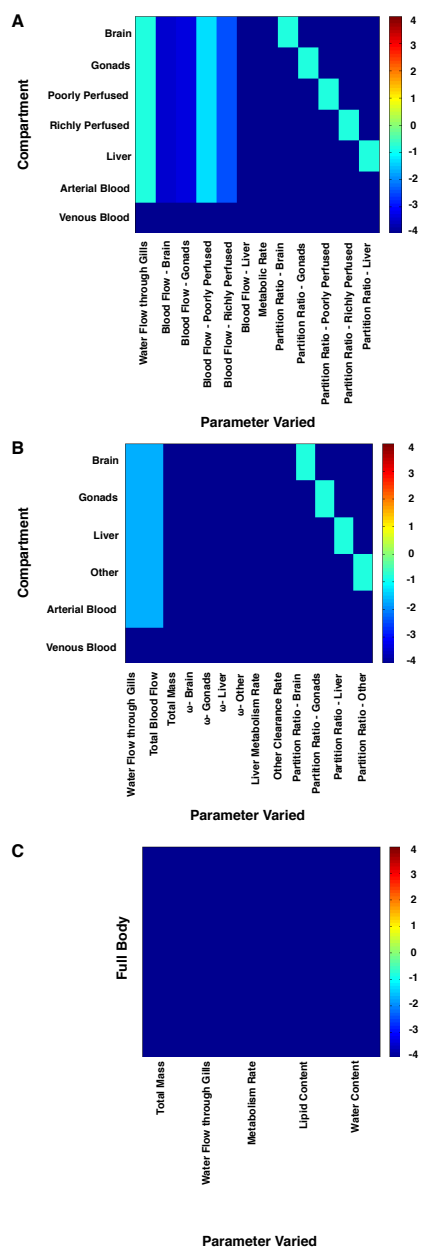 A
Compartment
Brain
Gonads
Poorly Perfused
Richly Perfused
Liver
Arterial Blood
Venous Blood
4
3
2
1
0
-1
-2
-3
-4
Water Flow through Gills
Blood Flow - Brain
Blood Flow - Gonads
Blood Flow - Poorly Perfused
Blood Flow - Richly Perfused
Blood Flow - Liver
Metabolic Rate
Partition Ratio - Brain
Partition Ratio - Gonads
Partition Ratio - Poorly Perfused
Partition Ratio - Richly Perfused
Partition Ratio - Liver
Parameter Varied
B
Compartment
Brain
Gonads
Liver
Other
Arterial Blood
Venous Blood
4
3
2
1
0
-1
-2
-3
-4
Water Flow through Gills
Total Blood Flow
Total Mass
ω- Brain
ω- Gonads
ω- Liver
ω- Other
Liver Metabolism Rate
Other Clearance Rate
Partition Ratio - Brain
Partition Ratio - Gonads
Partition Ratio - Liver
Partition Ratio - Other
Parameter Varied
C
Full Body
4
3
2
1
0
-1
-2
-3
-4
Total Mass
Water Flow through Gills
Metabolism Rate
Lipid Content
Water Content
Parameter Varied